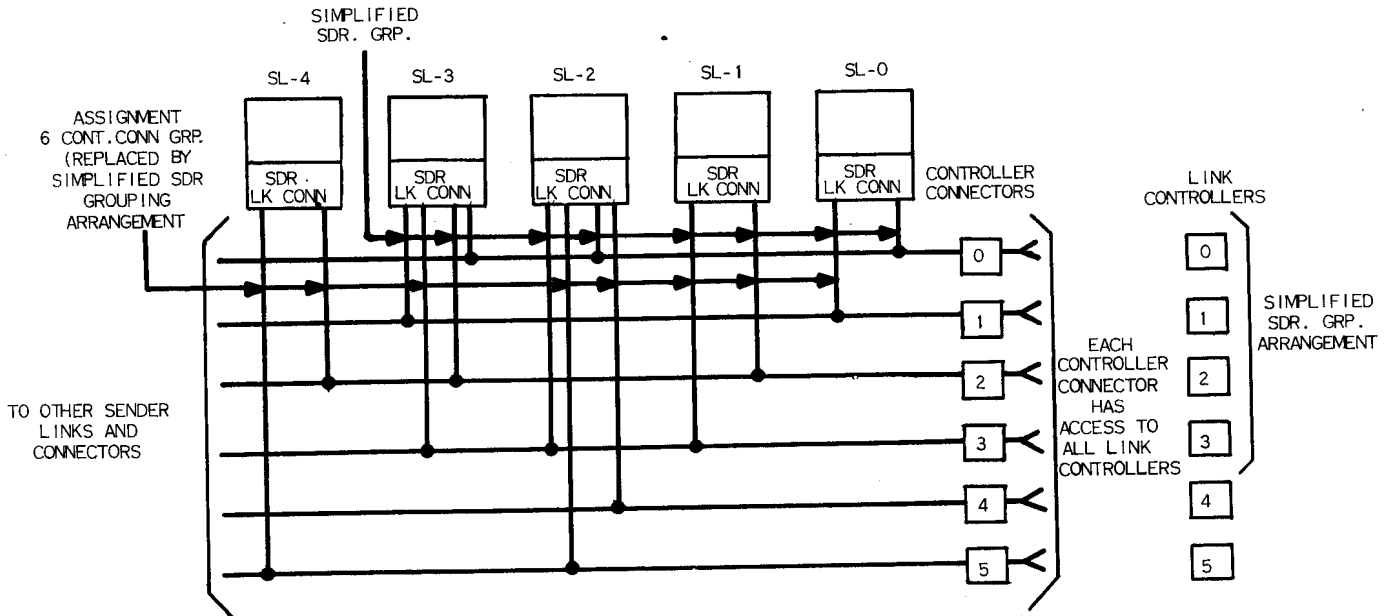 SIMPLIFIED
SDR. GRP.
SL-4
SL-3
SL-2
SL-1
SL-0
ASSIGNMENT
6 CONT.CONN GRP.
(REPLACED BY
SIMPLIFIED SDR
GROUPING
ARRANGEMENT
SDR
LK CONN
SDR
LK CONN
SDR
LK CONN
SDR
LK CONN
SDR
LK CONN
CONTROLLER
CONNECTORS
LINK
CONTROLLERS
0
1
2
3
4
5
EACH
CONTROLLER
CONNECTOR
HAS
ACCESS TO
ALL LINK
CONTROLLERS
0
1
2
3
4
5
SIMPLIFIED
SDR. GRP.
ARRANGEMENT
TO OTHER SENDER
LINKS AND
CONNECTORS